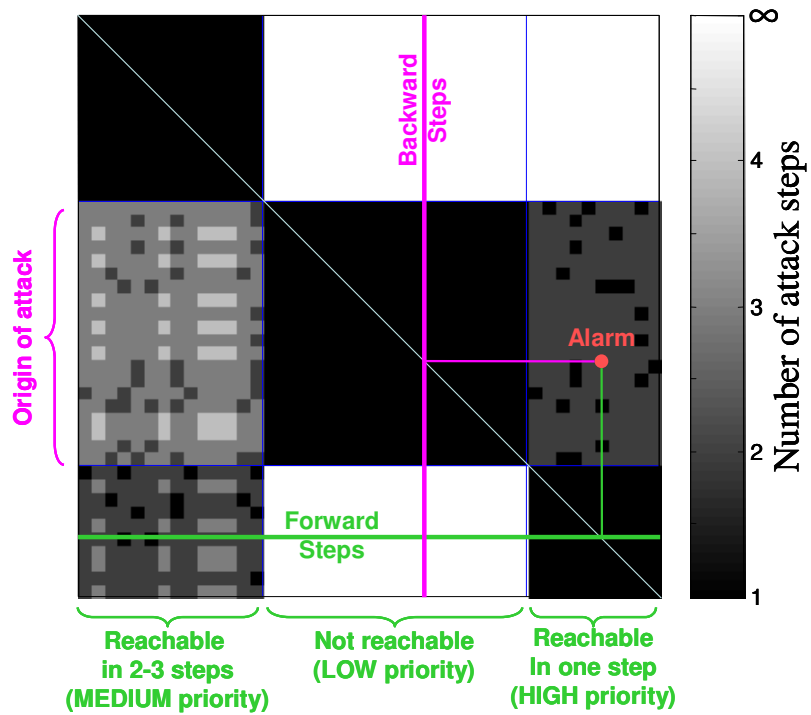 ∞
Backward
Steps
4
Number of attack steps
Origin of attack
3
Alarm
2
Forward
Steps
1
Reachable
in 2-3 steps
(MEDIUM priority)
Not reachable
(LOW priority)
Reachable
In one step
(HIGH priority)